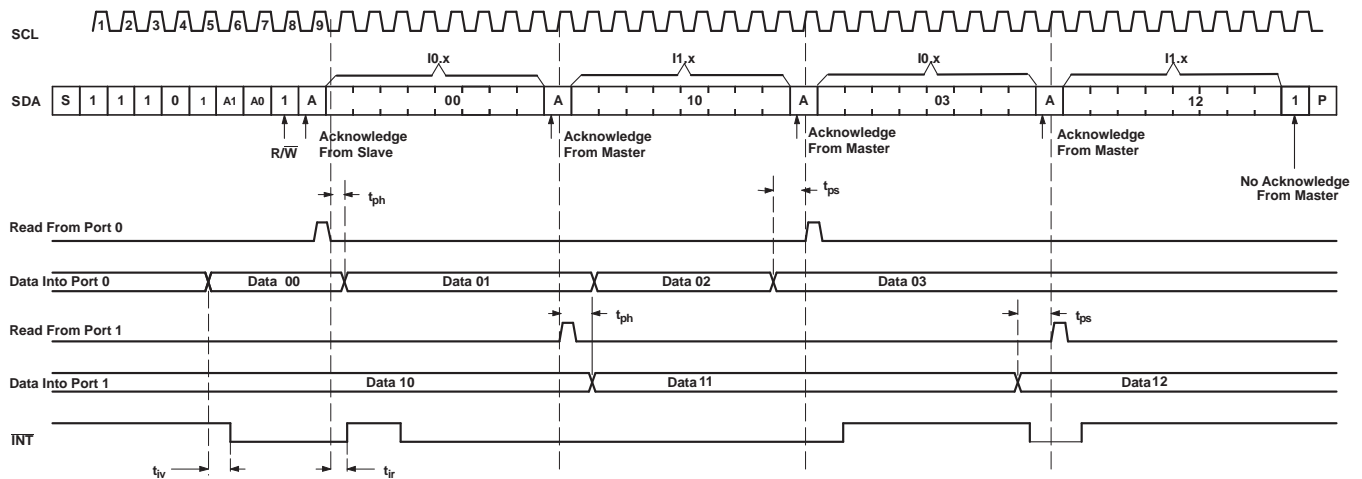 SCL
1 2 3 4 5 6 7 8 9
I0.x I1.x I0.x I1.x
SDA S 1 1 1 0 1 A1 A0 1 A 00 A 10 A 03 A 12 1 P
R/W̅
Acknowledge
From Slave
Acknowledge
From Master
Acknowledge
From Master
Acknowledge
From Master
No Acknowledge
From Master
tph
tps
Read From Port 0
Data Into Port 0 Data 00 Data 01 Data 02 Data 03
tph
tps
Read From Port 1
Data Into Port 1 Data 10 Data 11 Data 12
I̅N̅T̅
tiv
tir